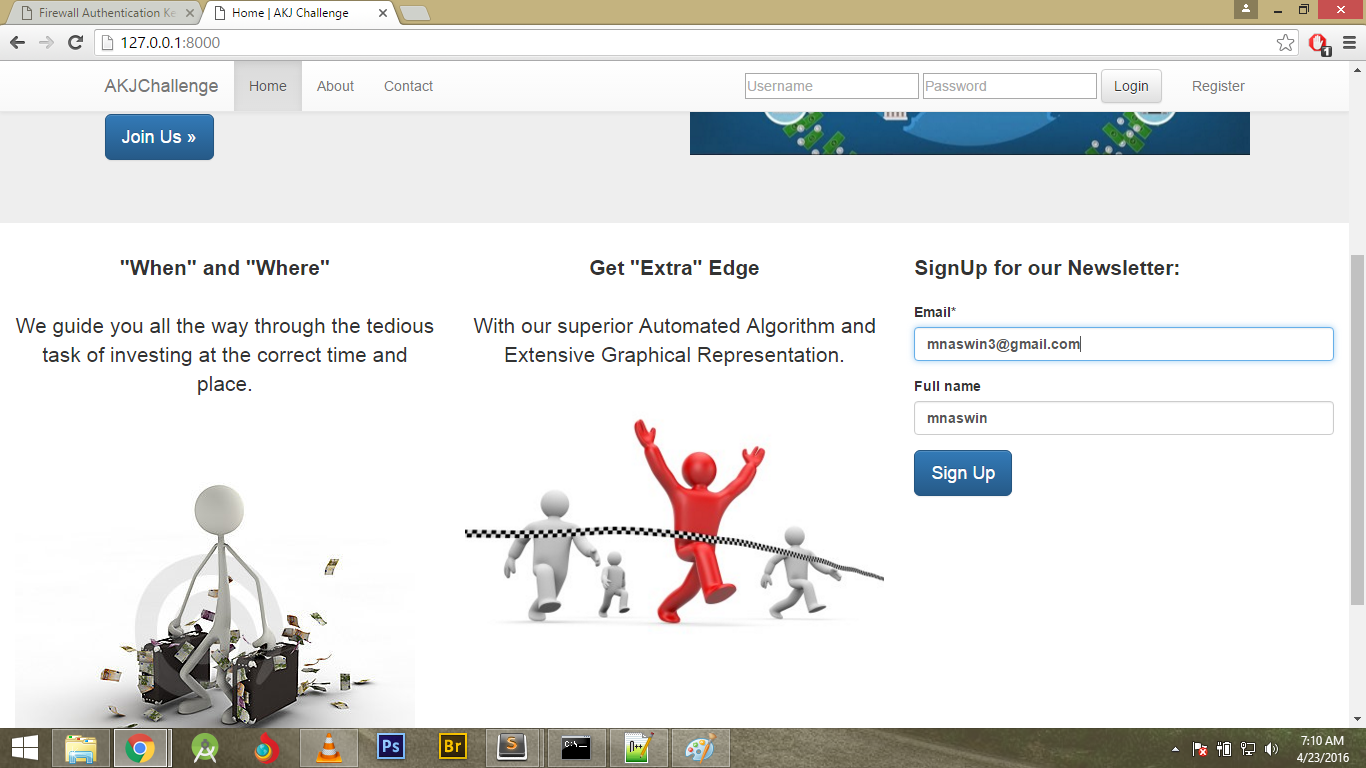 Firewall Authentication Ke
Home | AKJ Challenge
127.0.0.1:8000
1
AKJChallenge Home About Contact Username Password Login Register
Join Us »
"When" and "Where"
We guide you all the way through the tedious
task of investing at the correct time and
place.
Get "Extra" Edge
With our superior Automated Algorithm and
Extensive Graphical Representation.
SignUp for our Newsletter:
Email*
mnaswin3@gmail.com
Full name
mnaswin
Sign Up
Ps
Br
S
C:\
7:10 AM
4/23/2016